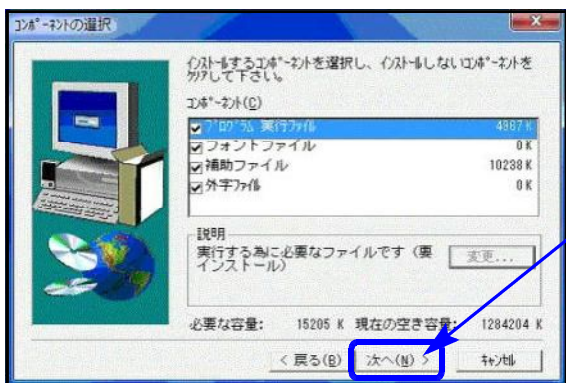 コンポーネントの選択
インストールするコンポーネントを選択し、インストールしないコンポーネントを
クリアして下さい。
コンポーネント(C)
プログラム 実行ファイル 4967 K
フォントファイル 0 K
補助ファイル 10238 K
外字ファイル 0 K
説明
実行する為に必要なファイルです（要
インストール）
変更...
必要な容量: 15205 K 現在の空き容量: 1284204 K
< 戻る(B) 次へ(N) > キャンセル